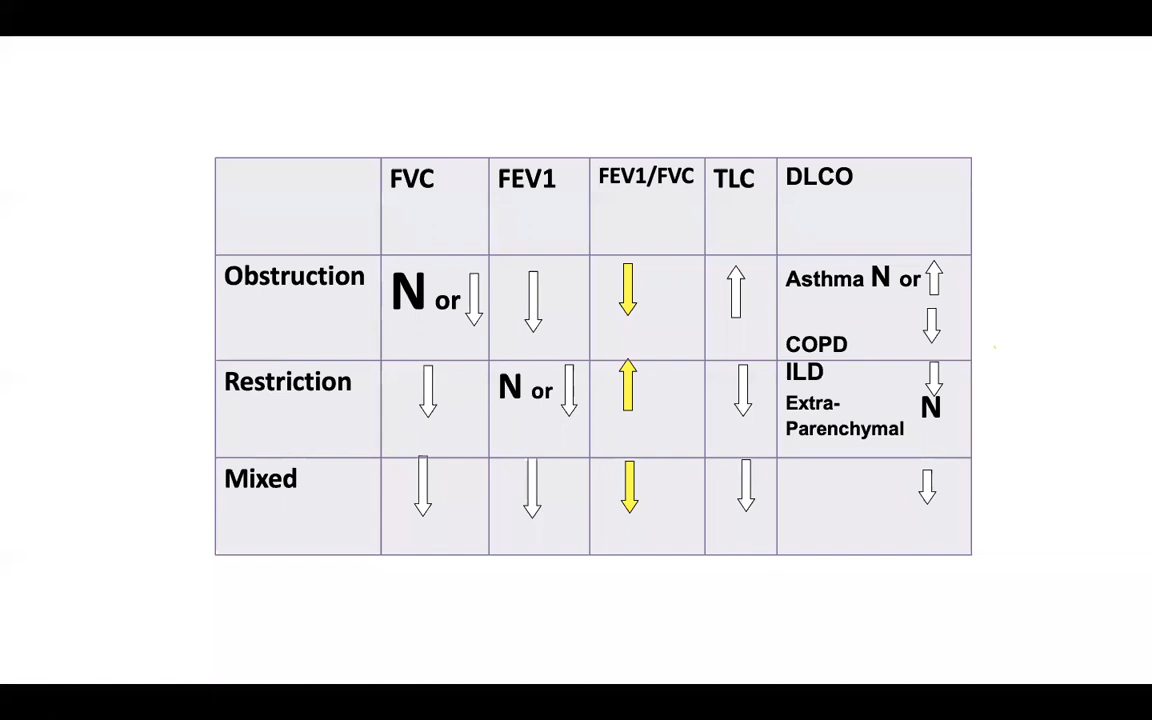 FVC FEV1 FEV1/FVC TLC DLCO
Obstruction N or ↓ ↓ ↓ ↑ Asthma N or ↑
COPD ↓
Restriction ↓ N or ↓ ↑ ↓ ILD ↓
Extra- N
Parenchymal
Mixed ↓ ↓ ↓ ↓ ↓